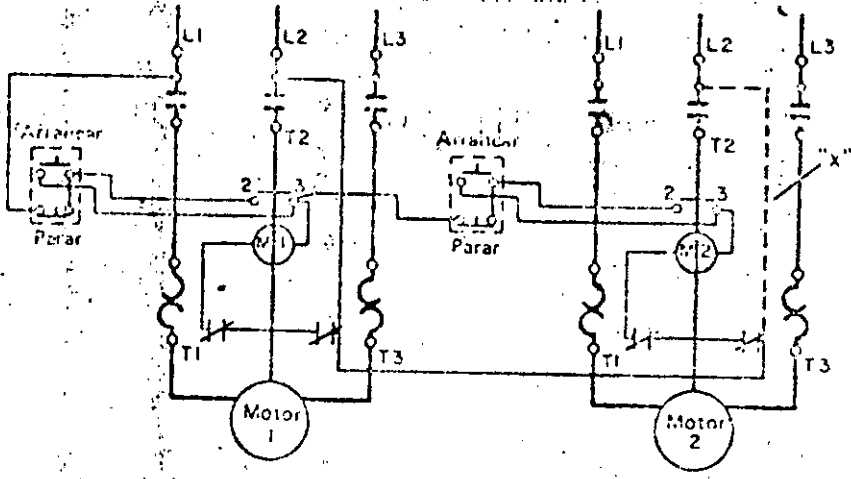 L1
L2
L3
Arrancar
T2
2
3
Parar
M1
T1
T3
Motor
1
L1
L2
L3
Arrancar
T2
"X"
2
3
Parar
M2
T1
T3
Motor
2